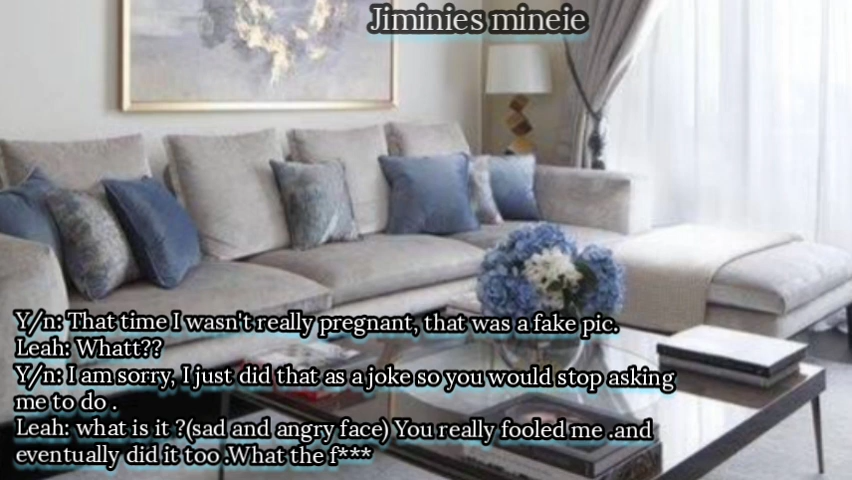 Jiminies mineie
Y/n: That time I wasn't really pregnant, that was a fake pic.
Leah: Whatt??
Y/n: I am sorry, I just did that as a joke so you would stop asking
me to do .
Leah: what is it ?(sad and angry face) You really fooled me .and
eventually did it too .What the f***